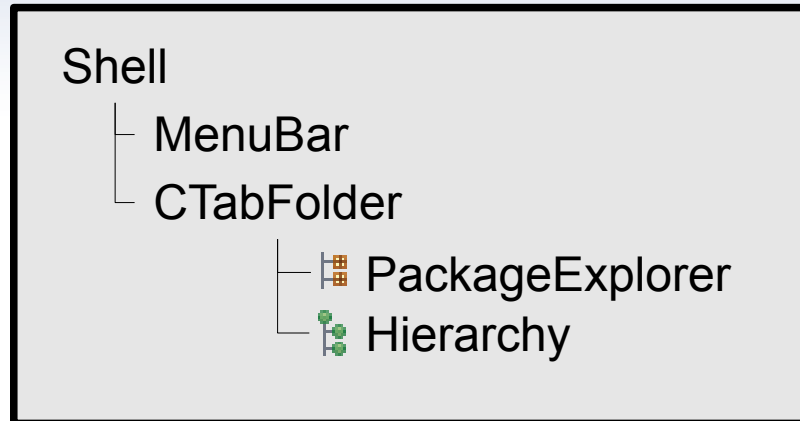 Shell
MenuBar
CTabFolder
PackageExplorer
Hierarchy